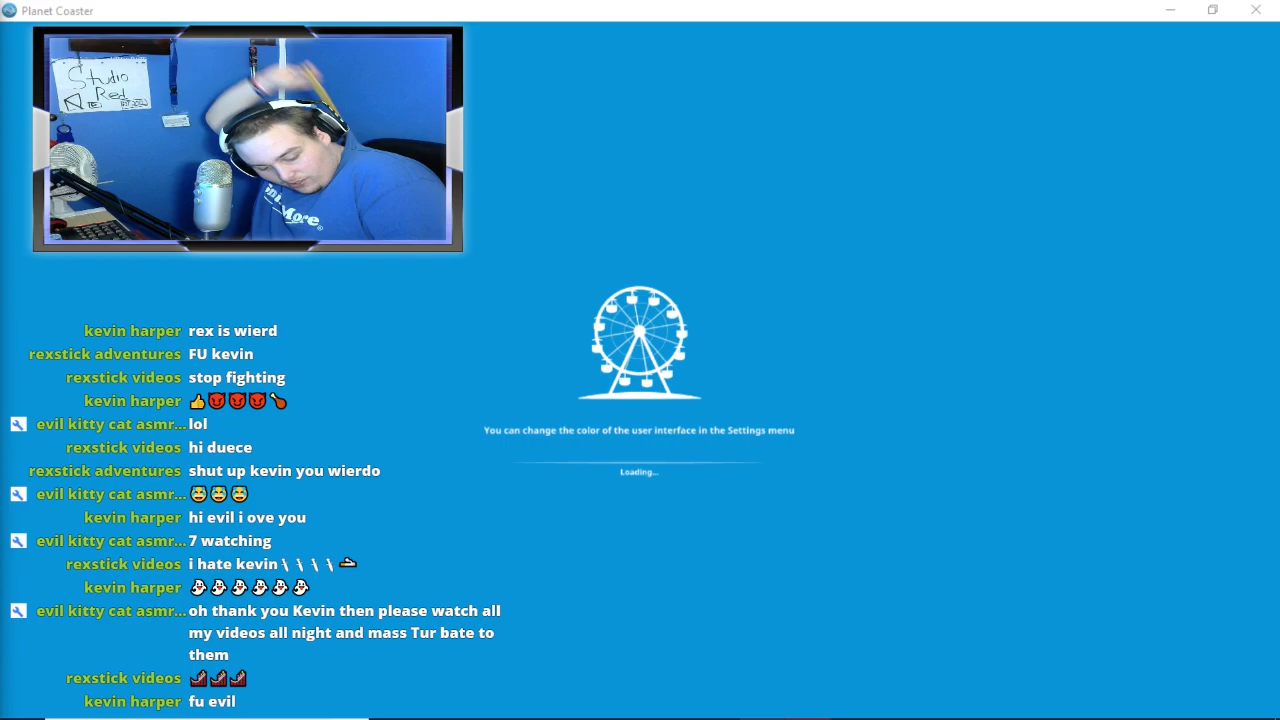 Planet Coaster
Studio
Red
More
kevin harper rex is wierd
rexstick adventures FU kevin
rexstick videos stop fighting
kevin harper 👍😈😈😈🍗
evil kitty cat asmr... lol
rexstick videos hi duece
rexstick adventures shut up kevin you wierdo
evil kitty cat asmr... 😂😂😂
kevin harper hi evil i ove you
evil kitty cat asmr... 7 watching
rexstick videos i hate kevin
kevin harper 👻👻👻👻👻👻
evil kitty cat asmr... oh thank you Kevin then please watch all
my videos all night and mass Tur bate to
them
rexstick videos 🎢🎢🎢
kevin harper fu evil
You can change the color of the user interface in the Settings menu
Loading...